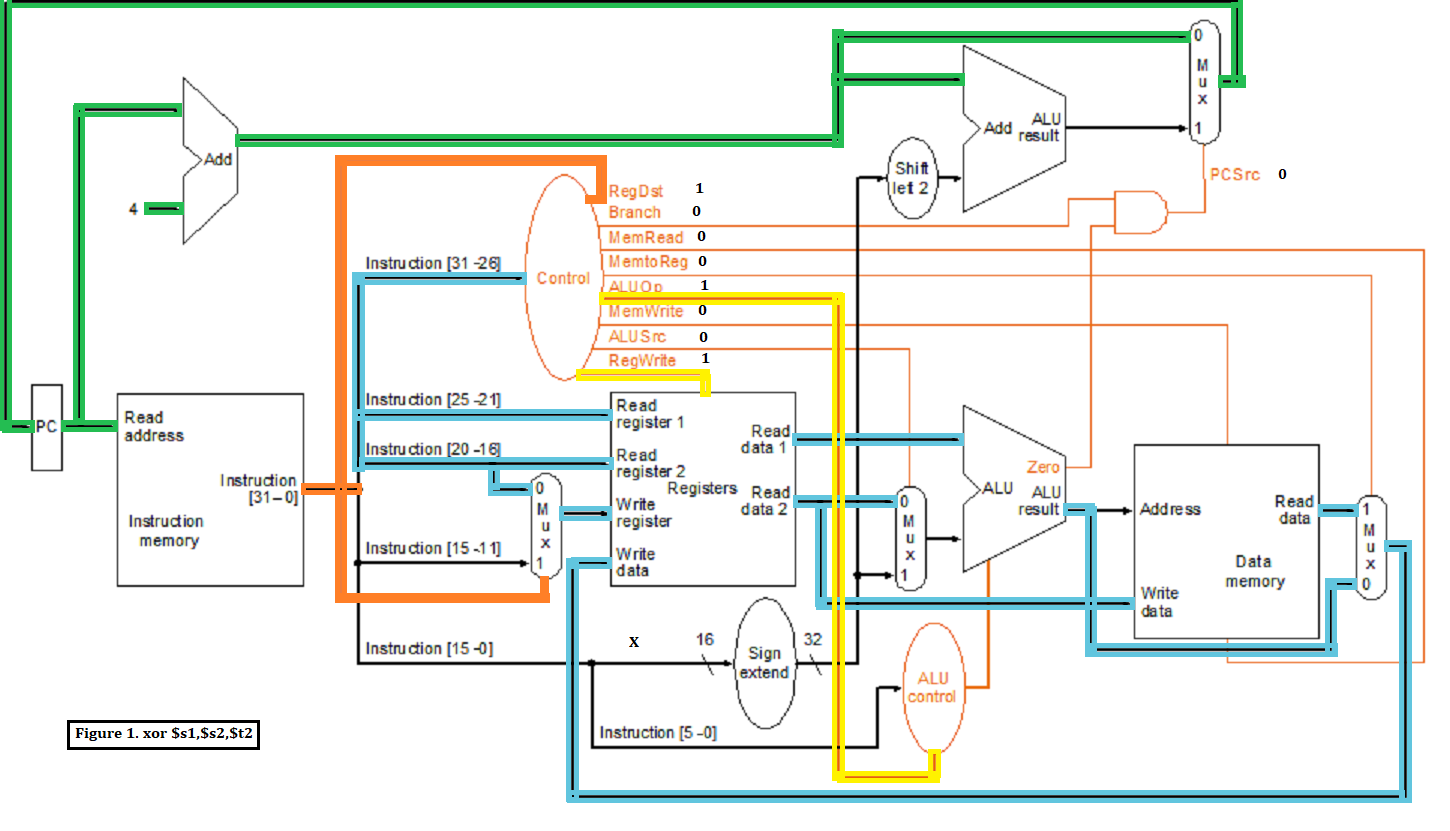 0
M
u
x
1
Add
ALU
result
Add
Shift
left 2
4
PCSrc 0
RegDst 1
Branch 0
MemRead 0
MemtoReg 0
ALUOp 1
MemWrite 0
ALUSrc 0
RegWrite 1
Control
Instruction [31-26]
Instruction [25-21]
Instruction [20-16]
Instruction [15-11]
Instruction [15-0]
Instruction [5-0]
PC
Read
address
Instruction
[31-0]
Instruction
memory
0
M
u
x
1
Read
register 1
Read
register 2
Write
register
Write
data
Registers
Read
data 1
Read
data 2
0
M
u
x
1
Zero
ALU
ALU
result
Address
Write
data
Read
data
Data
memory
1
M
u
x
0
x
16
Sign
extend
32
ALU
control
Figure 1. xor $s1,$s2,$t2